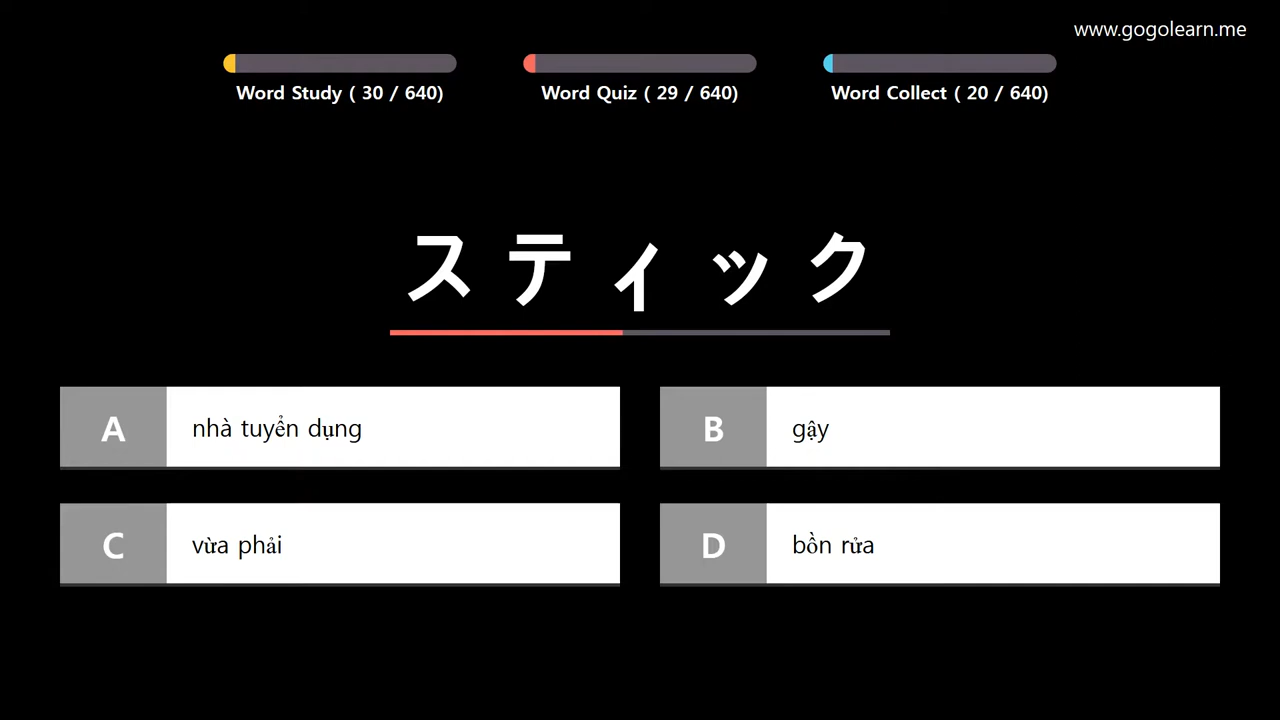 www.gogolearn.me
Word Study ( 30 / 640)
Word Quiz ( 29 / 640)
Word Collect ( 20 / 640)
スティック
A nhà tuyển dụng
B gậy
C vừa phải
D bồn rửa